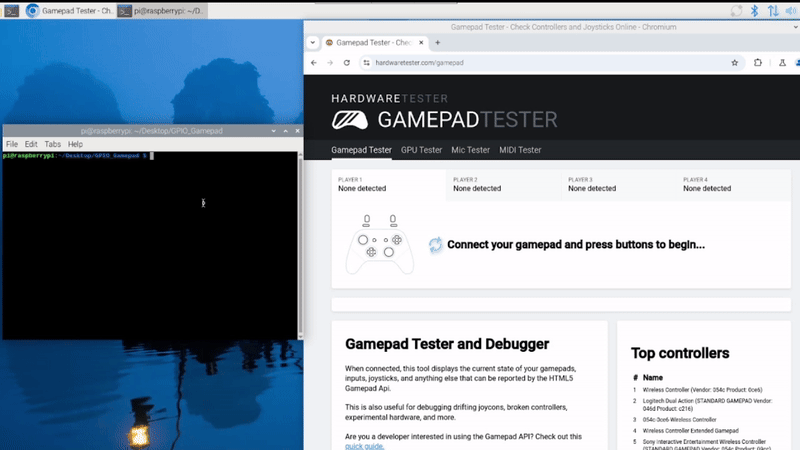 Gamepad Tester - Ch...
pi@raspberrypi: ~/D...
Gamepad Tester - Check Controllers and Joysticks Online - Chromium
Gamepad Tester - Chec
hardwaretester.com/gamepad
HARDWARETESTER
GAMEPADTESTER
Gamepad Tester GPU Tester Mic Tester MIDI Tester
pi@raspberrypi: ~/Desktop/GPIO_Gamepad
File Edit Tabs Help
pi@raspberrypi:~/Desktop/GPIO_Gamepad $
PLAYER 1
None detected
PLAYER 2
None detected
PLAYER 3
None detected
PLAYER 4
None detected
Connect your gamepad and press buttons to begin...
Gamepad Tester and Debugger
When connected, this tool displays the current state of your gamepads,
inputs, joysticks, and anything else that can be reported by the HTML5
Gamepad Api.
This is also useful for debugging drifting joycons, broken controllers,
experimental hardware, and more.
Are you a developer interested in using the Gamepad API? Check out this
quick guide.
Top controllers
# Name
1 Wireless Controller (Vendor: 054c Product: 0ce6)
2 Logitech Dual Action (STANDARD GAMEPAD Vendor:
046d Product: c216)
3 054c-0ce6-Wireless Controller
4 Wireless Controller Extended Gamepad
5 Sony Interactive Entertainment Wireless Controller
(STANDARD GAMEPAD Vendor: 054c Product: 09cc)